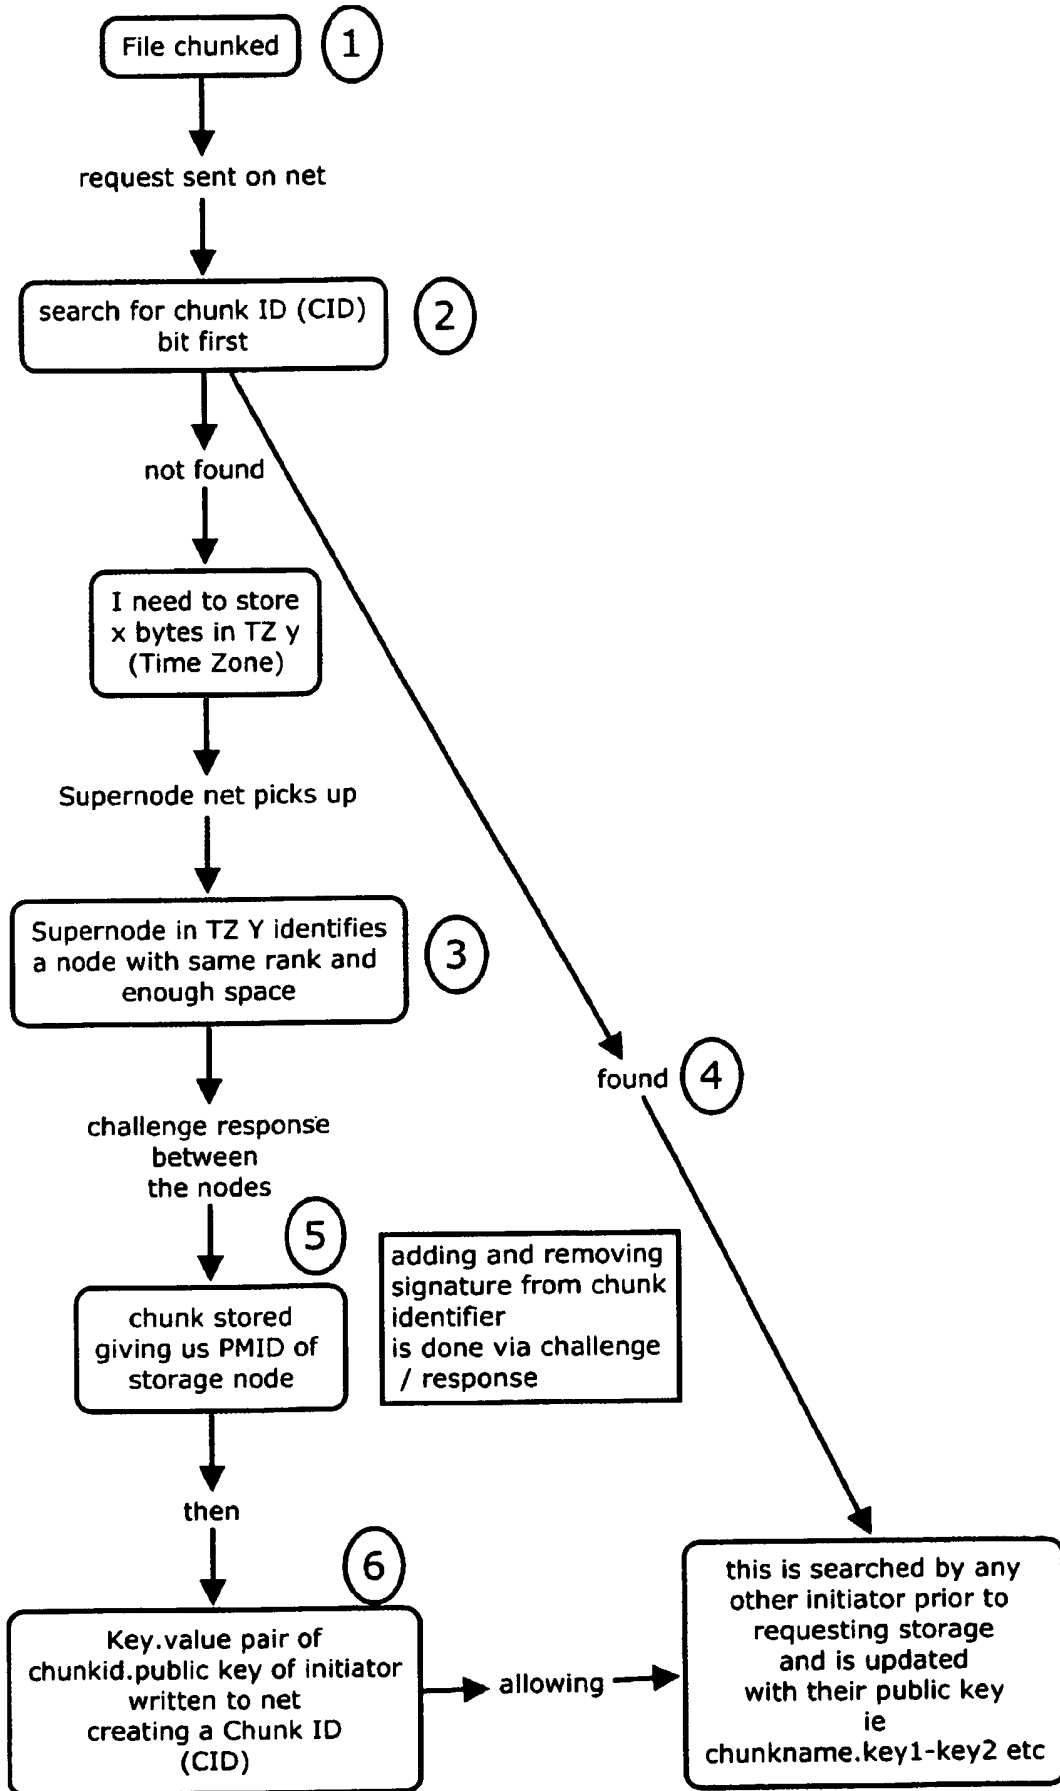 File chunked
1
request sent on net
search for chunk ID (CID)
bit first
2
not found
I need to store
x bytes in TZ y
(Time Zone)
Supernode net picks up
Supernode in TZ Y identifies
a node with same rank and
enough space
3
found
4
challenge response
between
the nodes
5
adding and removing
signature from chunk
identifier
is done via challenge
/ response
chunk stored
giving us PMID of
storage node
then
6
Key.value pair of
chunkid.public key of initiator
written to net
creating a Chunk ID
(CID)
allowing
this is searched by any
other initiator prior to
requesting storage
and is updated
with their public key
ie
chunkname.key1-key2 etc